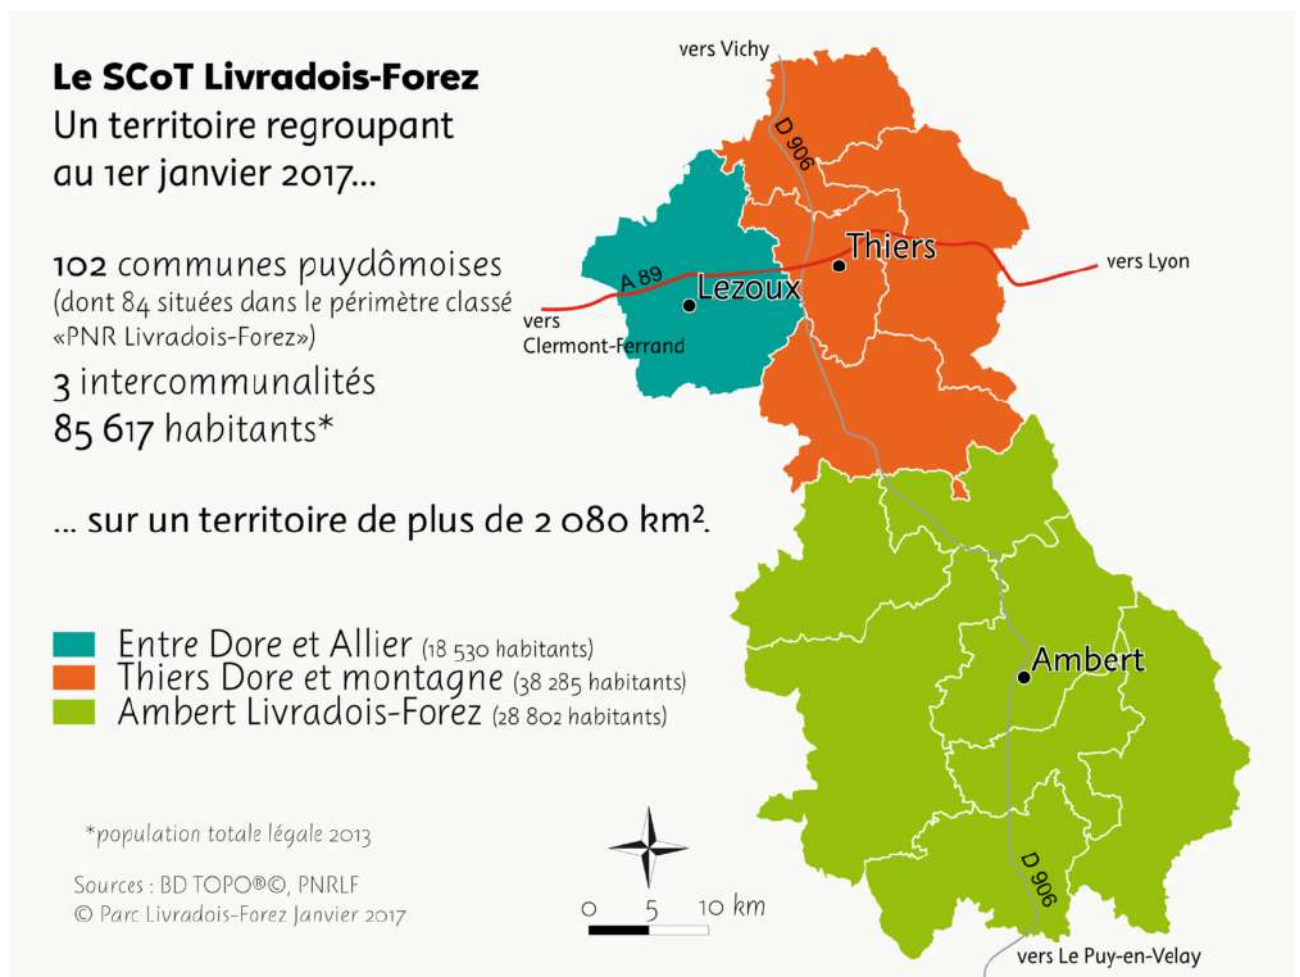 Le SCoT Livradois-Forez
Un territoire regroupant
au 1er janvier 2017...
102 communes puydômoises
(dont 84 situées dans le périmètre classé
«PNR Livradois-Forez»)
3 intercommunalités
85 617 habitants*
... sur un territoire de plus de 2 080 km².
Entre Dore et Allier (18 530 habitants)
Thiers Dore et montagne (38 285 habitants)
Ambert Livradois-Forez (28 802 habitants)
*population totale légale 2013
Sources : BD TOPO®©, PNRLF
© Parc Livradois-Forez Janvier 2017
0 5 10 km
vers Vichy
D 906
Thiers
vers Lyon
A 89
Lezoux
vers
Clermont-Ferrand
Ambert
D 906
vers Le Puy-en-Velay